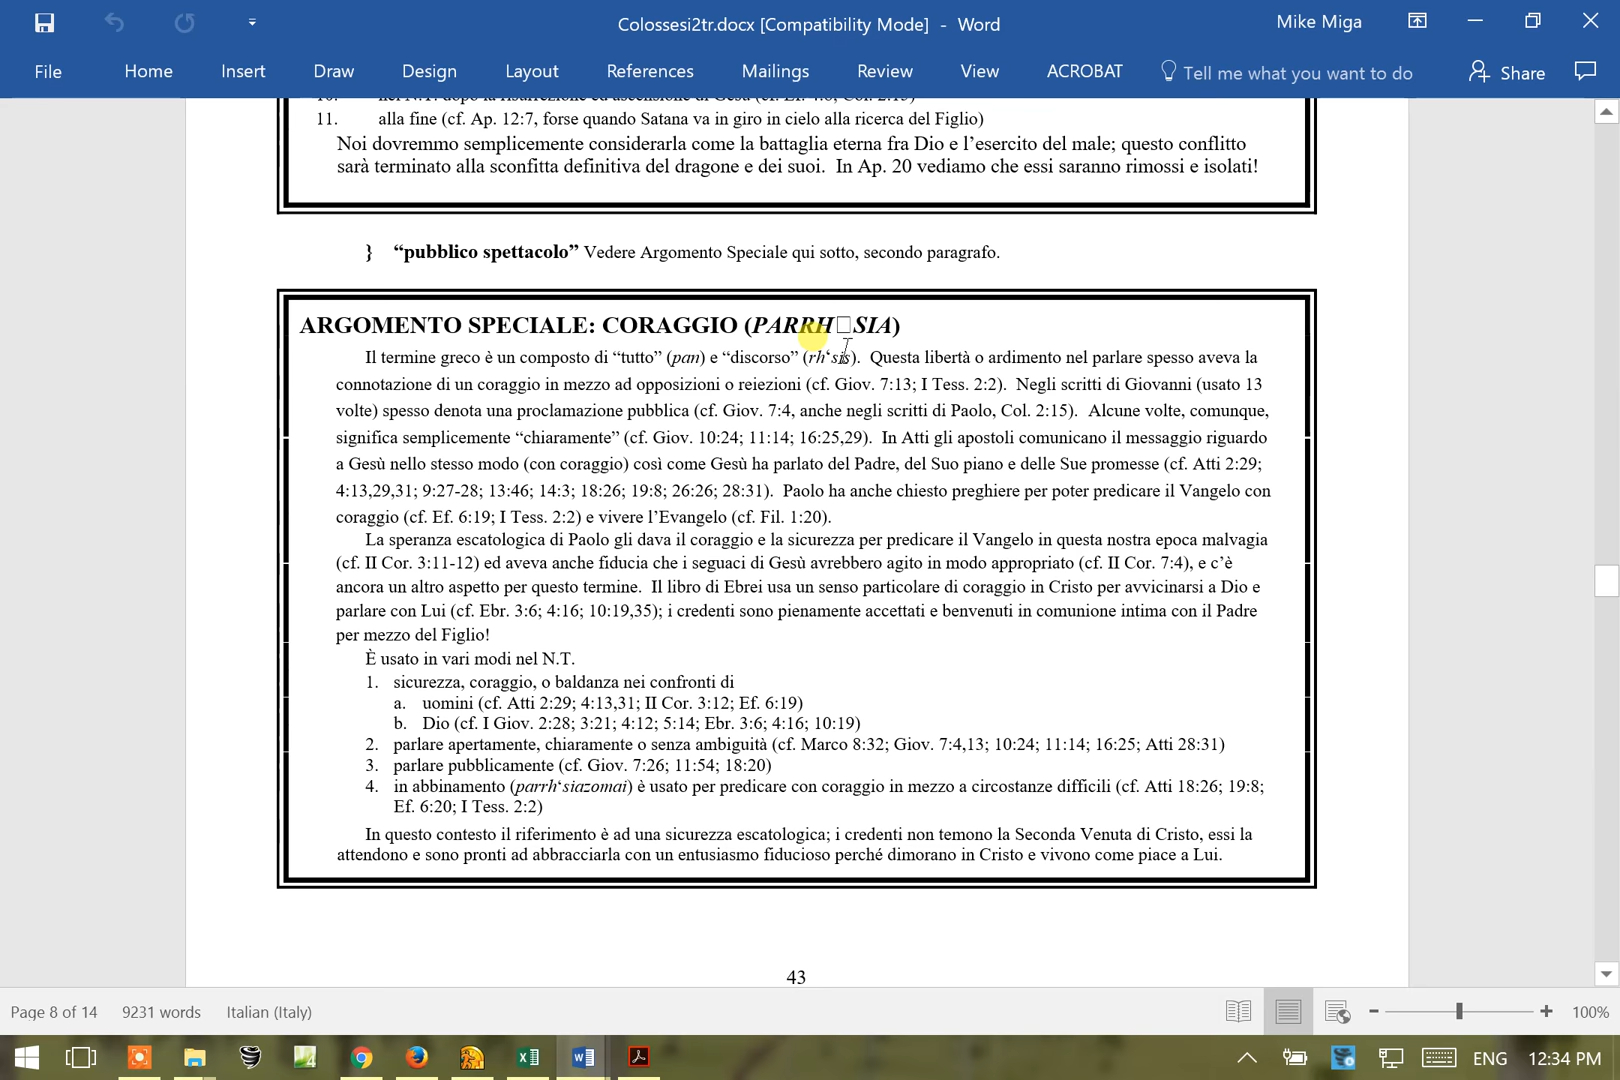 Colossesi2tr.docx [Compatibility Mode] - Word
Mike Miga
File Home Insert Draw Design Layout References Mailings Review View ACROBAT Tell me what you want to do Share
11. alla fine (cf. Ap. 12:7, forse quando Satana va in giro in cielo alla ricerca del Figlio)
Noi dovremmo semplicemente considerarla come la battaglia eterna fra Dio e l’esercito del male; questo conflitto
sarà terminato alla sconfitta definitiva del dragone e dei suoi. In Ap. 20 vediamo che essi saranno rimossi e isolati!
} “pubblico spettacolo” Vedere Argomento Speciale qui sotto, secondo paragrafo.
ARGOMENTO SPECIALE: CORAGGIO (PARRH□SIA)
Il termine greco è un composto di “tutto” (pan) e “discorso” (rh‘sis). Questa libertà o ardimento nel parlare spesso aveva la
connotazione di un coraggio in mezzo ad opposizioni o reiezioni (cf. Giov. 7:13; I Tess. 2:2). Negli scritti di Giovanni (usato 13
volte) spesso denota una proclamazione pubblica (cf. Giov. 7:4, anche negli scritti di Paolo, Col. 2:15). Alcune volte, comunque,
significa semplicemente “chiaramente” (cf. Giov. 10:24; 11:14; 16:25,29). In Atti gli apostoli comunicano il messaggio riguardo
a Gesù nello stesso modo (con coraggio) così come Gesù ha parlato del Padre, del Suo piano e delle Sue promesse (cf. Atti 2:29;
4:13,29,31; 9:27-28; 13:46; 14:3; 18:26; 19:8; 26:26; 28:31). Paolo ha anche chiesto preghiere per poter predicare il Vangelo con
coraggio (cf. Ef. 6:19; I Tess. 2:2) e vivere l’Evangelo (cf. Fil. 1:20).
La speranza escatologica di Paolo gli dava il coraggio e la sicurezza per predicare il Vangelo in questa nostra epoca malvagia
(cf. II Cor. 3:11-12) ed aveva anche fiducia che i seguaci di Gesù avrebbero agito in modo appropriato (cf. II Cor. 7:4), e c’è
ancora un altro aspetto per questo termine. Il libro di Ebrei usa un senso particolare di coraggio in Cristo per avvicinarsi a Dio e
parlare con Lui (cf. Ebr. 3:6; 4:16; 10:19,35); i credenti sono pienamente accettati e benvenuti in comunione intima con il Padre
per mezzo del Figlio!
È usato in vari modi nel N.T.
1. sicurezza, coraggio, o baldanza nei confronti di
a. uomini (cf. Atti 2:29; 4:13,31; II Cor. 3:12; Ef. 6:19)
b. Dio (cf. I Giov. 2:28; 3:21; 4:12; 5:14; Ebr. 3:6; 4:16; 10:19)
2. parlare apertamente, chiaramente o senza ambiguità (cf. Marco 8:32; Giov. 7:4,13; 10:24; 11:14; 16:25; Atti 28:31)
3. parlare pubblicamente (cf. Giov. 7:26; 11:54; 18:20)
4. in abbinamento (parrh‘siazomai) è usato per predicare con coraggio in mezzo a circostanze difficili (cf. Atti 18:26; 19:8;
Ef. 6:20; I Tess. 2:2)
In questo contesto il riferimento è ad una sicurezza escatologica; i credenti non temono la Seconda Venuta di Cristo, essi la
attendono e sono pronti ad abbracciarla con un entusiasmo fiducioso perché dimorano in Cristo e vivono come piace a Lui.
43
Page 8 of 14 9231 words Italian (Italy) 100%
ENG 12:34 PM